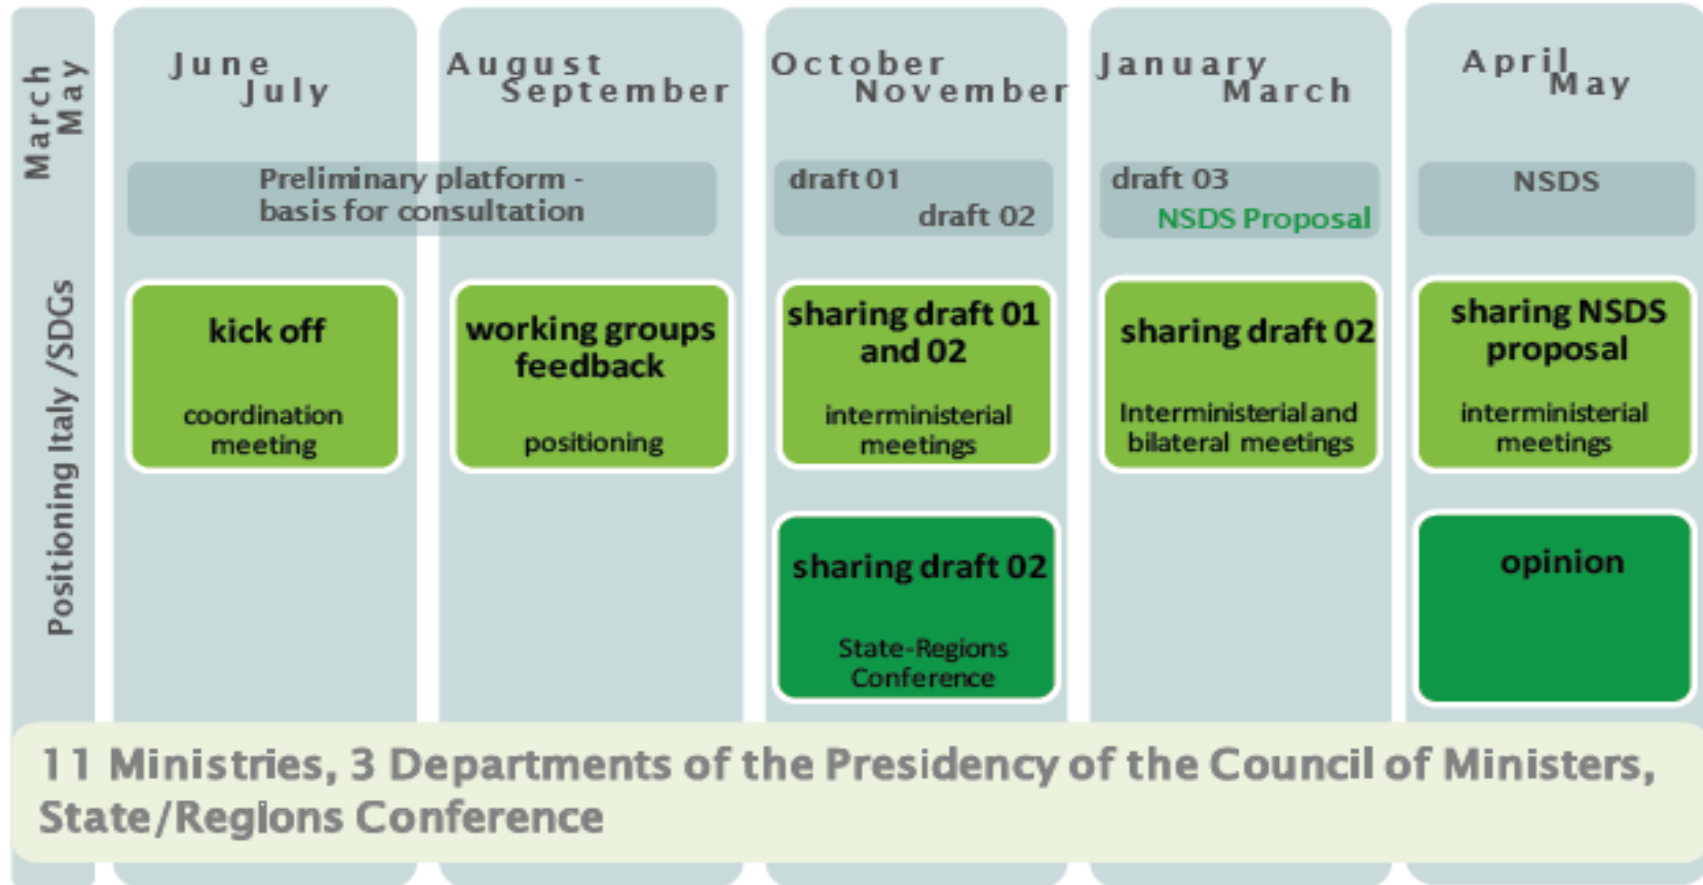 March
May
Positioning Italy /SDGs
June
July
August
September
October
November
January
March
April
May
Preliminary platform -
basis for consultation
draft 01
draft 02
draft 03
NSDS Proposal
NSDS
kick off
coordination
meeting
working groups
feedback
positioning
sharing draft 01
and 02
interministerial
meetings
sharing draft 02
Interministerial and
bilateral meetings
sharing NSDS
proposal
interministerial
meetings
sharing draft 02
State-Regions
Conference
opinion
11 Ministries, 3 Departments of the Presidency of the Council of Ministers,
State/Regions Conference